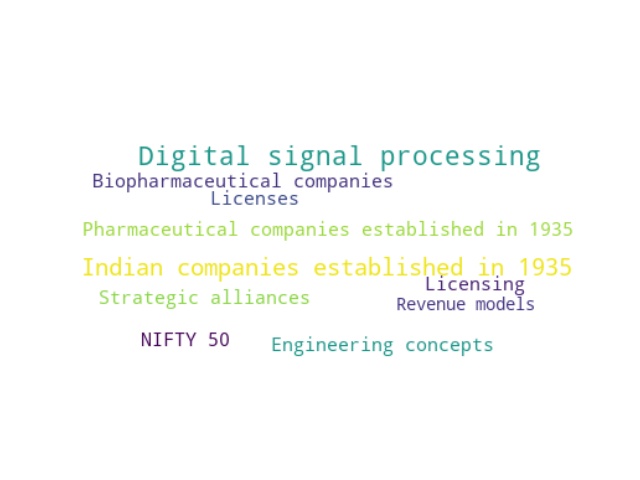 Digital signal processing
Biopharmaceutical companies
Licenses
Pharmaceutical companies established in 1935
Indian companies established in 1935
Licensing
Strategic alliances
Revenue models
NIFTY 50
Engineering concepts